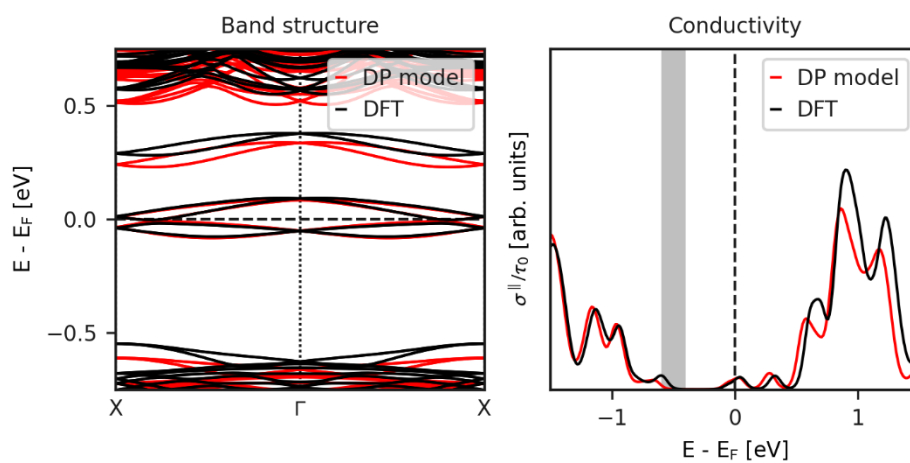 Band structure
DP model
DFT
0.5
0.0
−0.5
E - E_F [eV]
X
Γ
X
Conductivity
DP model
DFT
σ^∥/τ_0 [arb. units]
−1
0
1
E - E_F [eV]